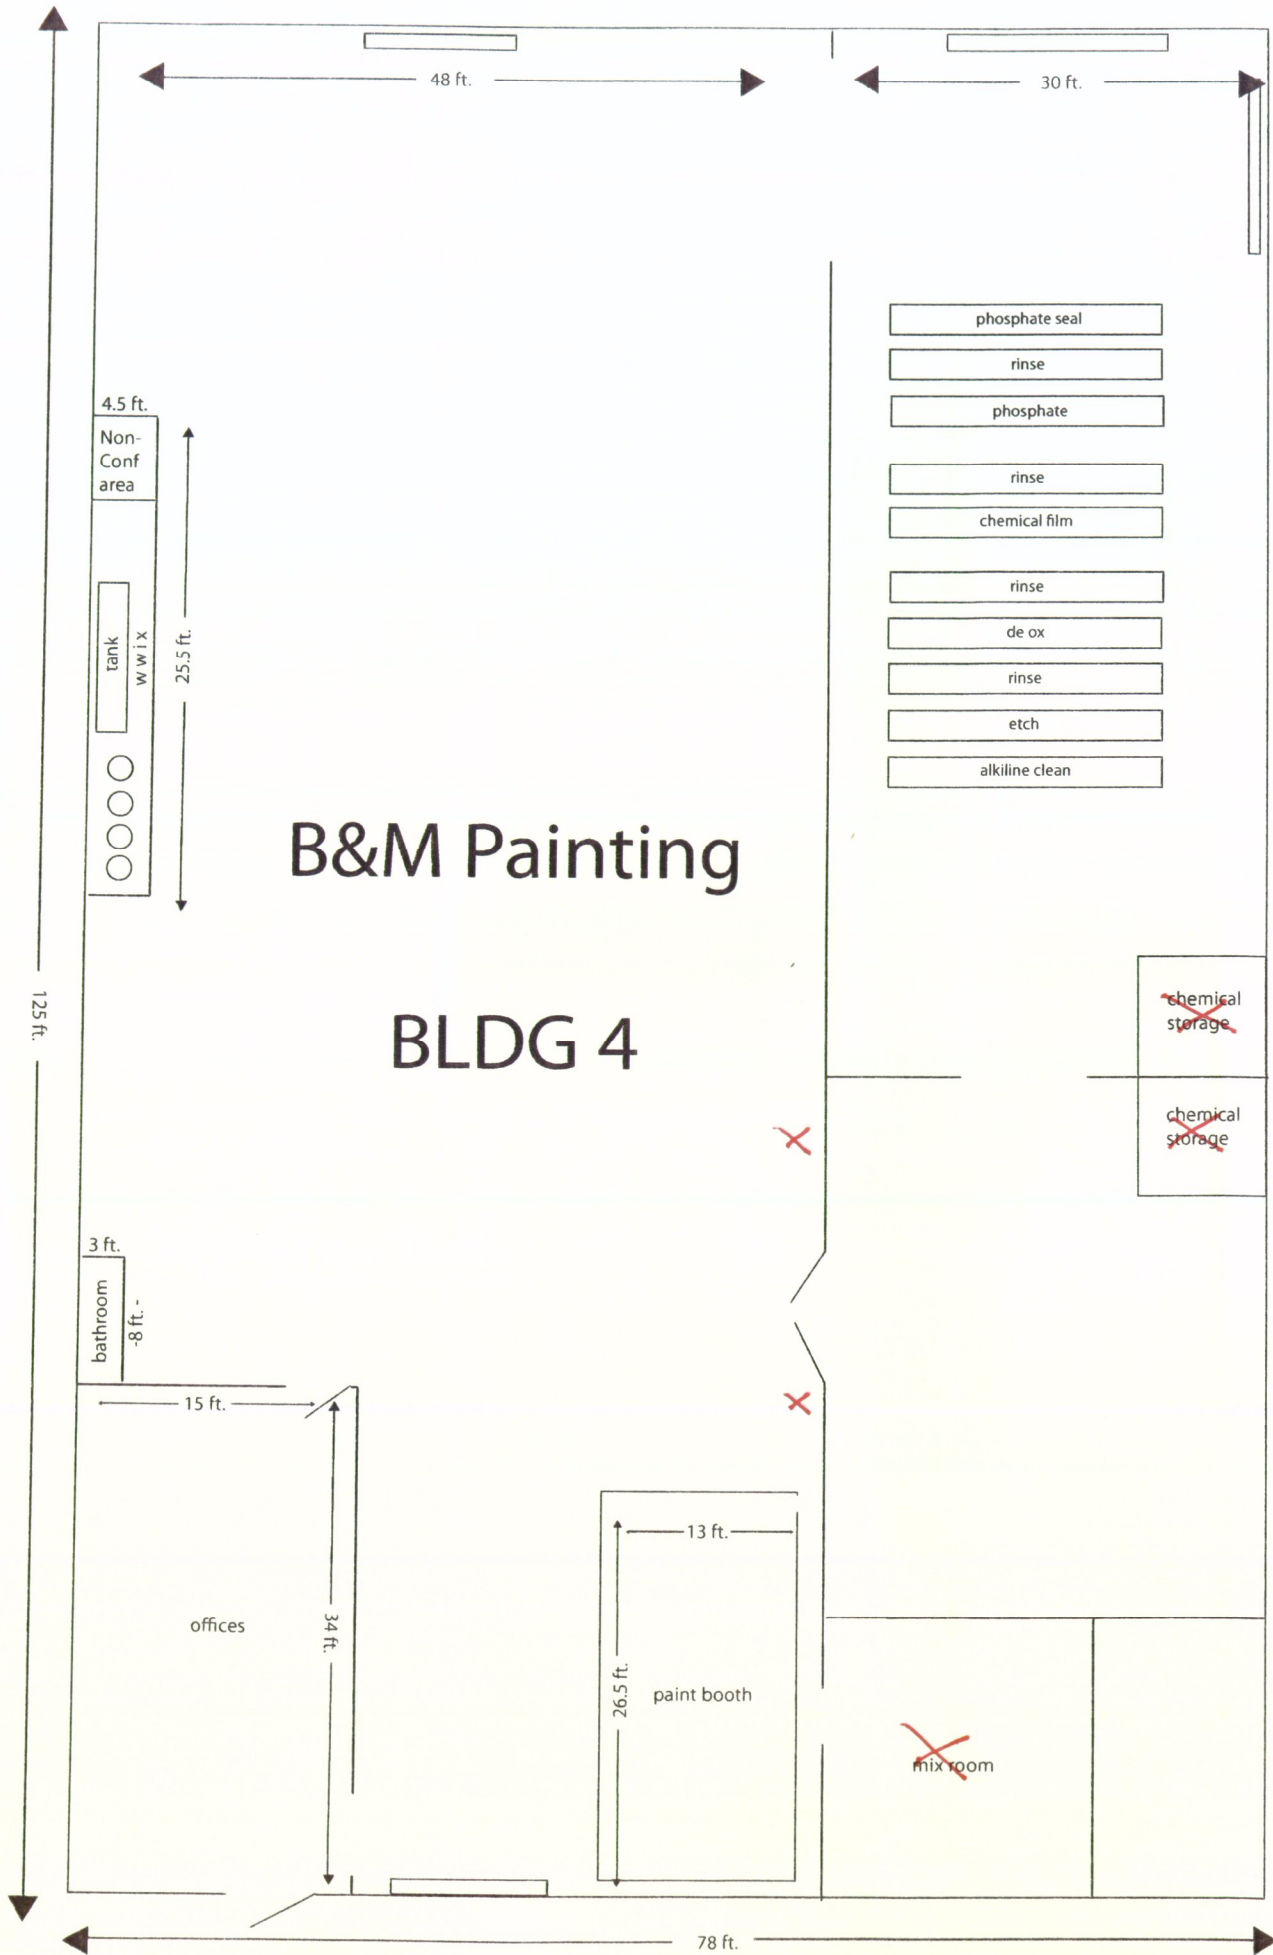 48 ft.
30 ft.
phosphate seal
rinse
phosphate
rinse
chemical film
rinse
de ox
rinse
etch
alkiline clean
4.5 ft.
Non-
Conf
area
tank
w w i x
25.5 ft.
B&M Painting
BLDG 4
125 ft.
chemical
storage
chemical
storage
3 ft.
bathroom
-8 ft. -
15 ft.
34 ft.
offices
13 ft.
26.5 ft.
paint booth
mix room
78 ft.